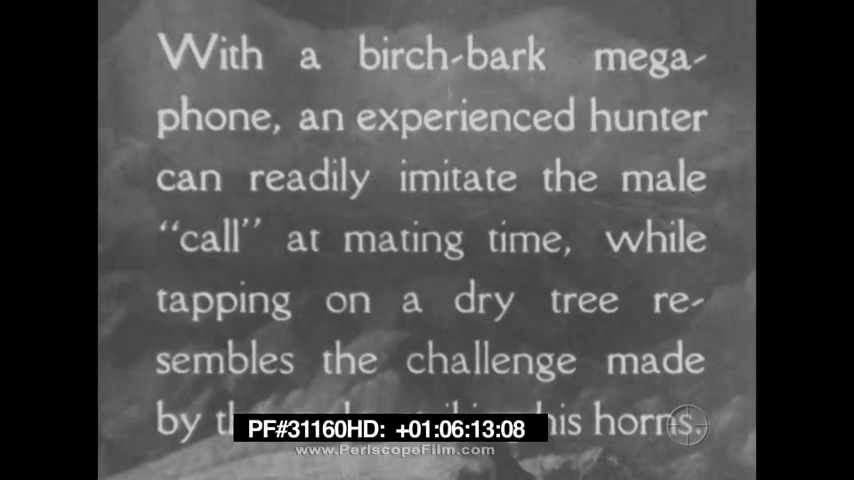 With a birch-bark mega-
phone, an experienced hunter
can readily imitate the male
“call” at mating time, while
tapping on a dry tree re-
sembles the challenge made
by his horns.
PF#31160HD: +01:06:13:08
www.PeriscopeFilm.com